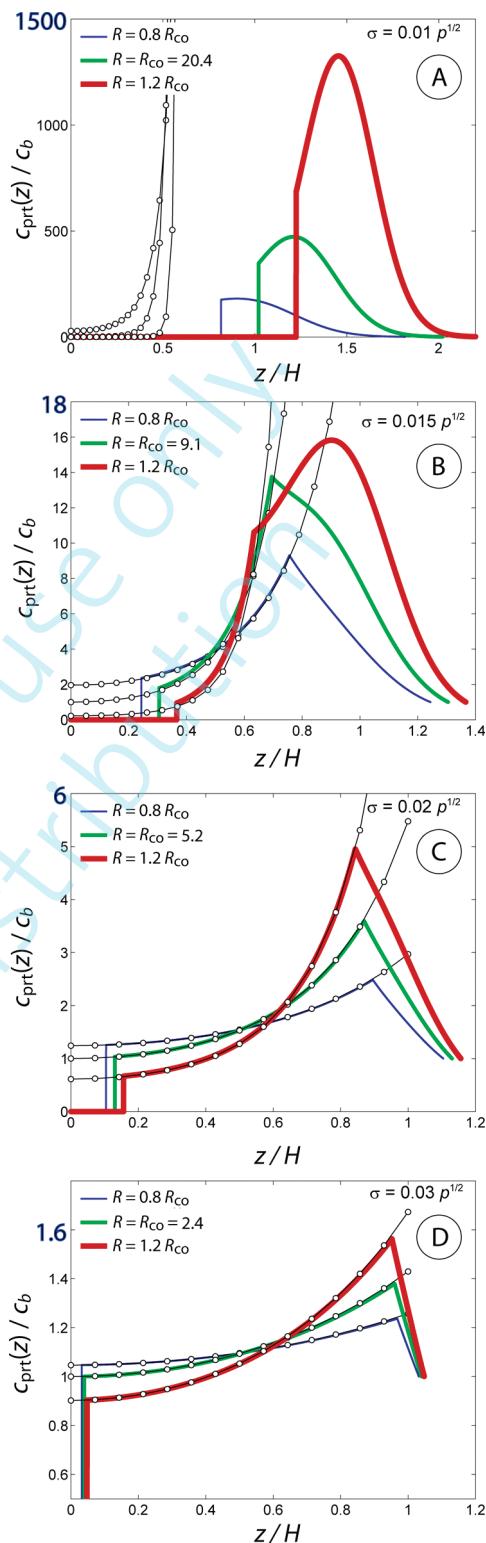 1500
R = 0.8 R_CO
R = R_CO = 20.4
R = 1.2 R_CO
σ = 0.01 p^1/2
A
1000
500
0
0 0.5 1 1.5 2
c_prt(z) / c_b
z / H
18
R = 0.8 R_CO
R = R_CO = 9.1
R = 1.2 R_CO
σ = 0.015 p^1/2
B
16
14
12
10
8
6
4
2
0
0 0.2 0.4 0.6 0.8 1 1.2 1.4
c_prt(z) / c_b
z / H
6
R = 0.8 R_CO
R = R_CO = 5.2
R = 1.2 R_CO
σ = 0.02 p^1/2
C
5
4
3
2
1
0
0 0.2 0.4 0.6 0.8 1 1.2
c_prt(z) / c_b
z / H
1.6
R = 0.8 R_CO
R = R_CO = 2.4
R = 1.2 R_CO
σ = 0.03 p^1/2
D
1.4
1.2
1
0.8
0.6
0 0.2 0.4 0.6 0.8 1 1.2
c_prt(z) / c_b
z / H
use only
stribution